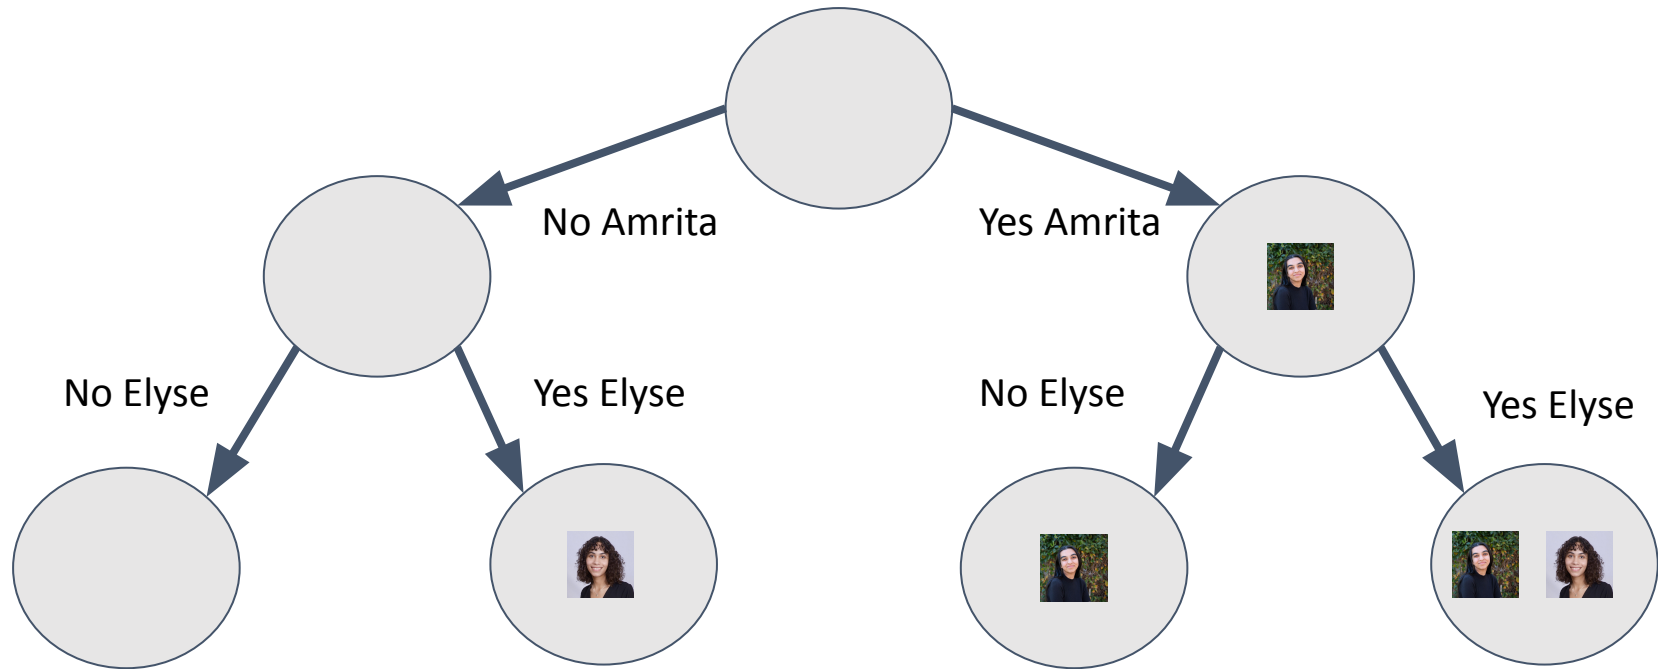 No Amrita
Yes Amrita
No Elyse
Yes Elyse
No Elyse
Yes Elyse